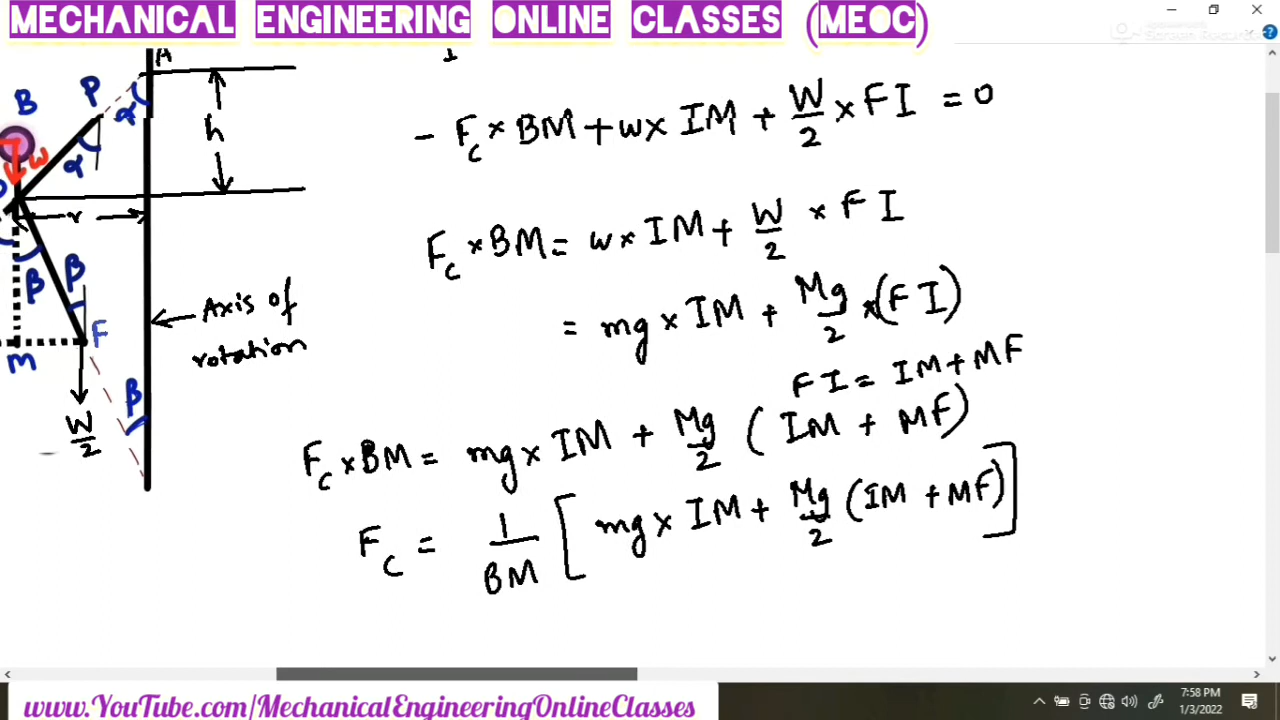 MECHANICAL ENGINEERING ONLINE CLASSES (MEOC)
A
P
B
α
h
w
α
- Fc × BM + w × IM + W/2 × FI = 0
r
Fc × BM = w × IM + W/2 × FI
β
β
Axis of
rotation
= mg × IM + Mg/2 × (FI)
F
M
FI = IM + MF
β
W/2
Fc × BM = mg × IM + Mg/2 (IM + MF)
Fc = 1/BM [mg × IM + Mg/2 (IM + MF)]
www.YouTube.com/MechanicalEngineeringOnlineClasses
7:58 PM
1/3/2022